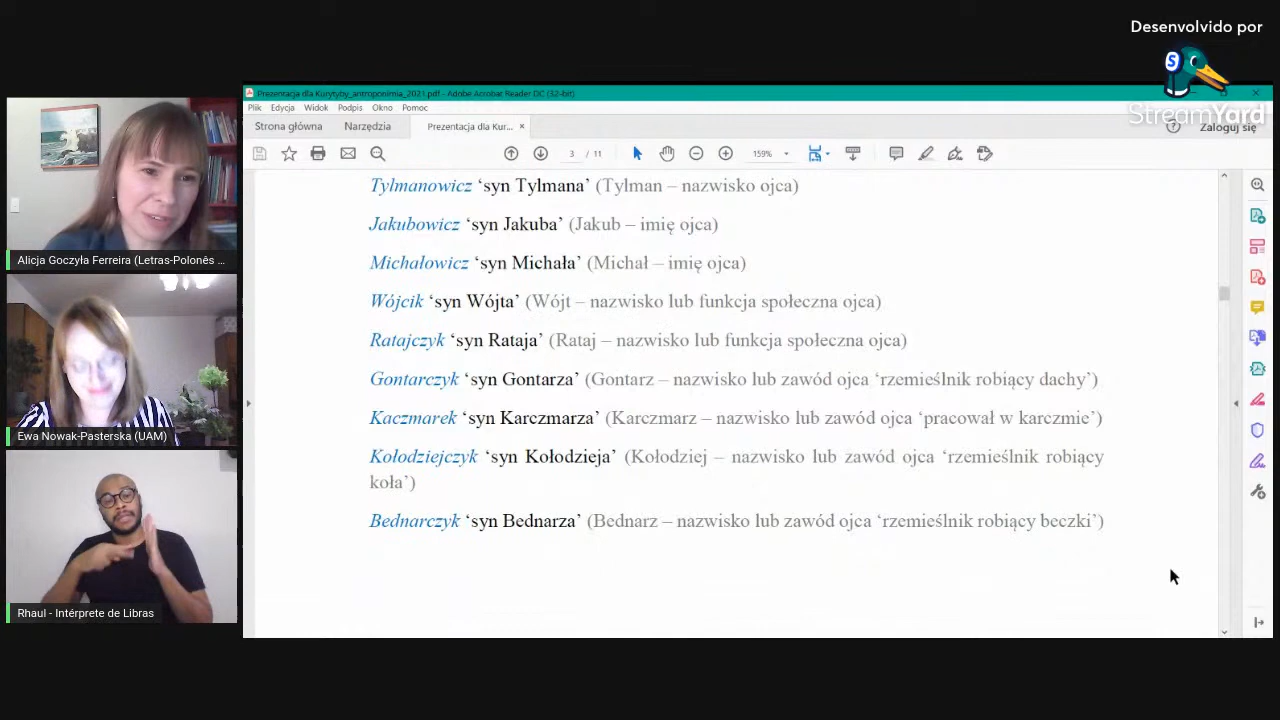 Desenvolvido por
StreamYard
Prezentacja dla Kurytyby_antroponimia_2021.pdf - Adobe Acrobat Reader DC (32-bit)
Plik Edycja Widok Podpis Okno Pomoc
Strona główna Narzędzia Prezentacja dla Kur... × Zaloguj się
3 / 11 159%
Tylmanowicz ‘syn Tylmana’ (Tylman – nazwisko ojca)
Jakubowicz ‘syn Jakuba’ (Jakub – imię ojca)
Michałowicz ‘syn Michała’ (Michał – imię ojca)
Wójcik ‘syn Wójta’ (Wójt – nazwisko lub funkcja społeczna ojca)
Ratajczyk ‘syn Rataja’ (Rataj – nazwisko lub funkcja społeczna ojca)
Gontarczyk ‘syn Gontarza’ (Gontarz – nazwisko lub zawód ojca ‘rzemieślnik robiący dachy’)
Kaczmarek ‘syn Karczmarza’ (Karczmarz – nazwisko lub zawód ojca ‘pracował w karczmie’)
Kołodziejczyk ‘syn Kołodzieja’ (Kołodziej – nazwisko lub zawód ojca ‘rzemieślnik robiący
koła’)
Bednarczyk ‘syn Bednarza’ (Bednarz – nazwisko lub zawód ojca ‘rzemieślnik robiący beczki’)
Alicja Goczyła Ferreira (Letras-Polonês ...
Ewa Nowak-Pasterska (UAM)
Rhaul - Intérprete de Libras